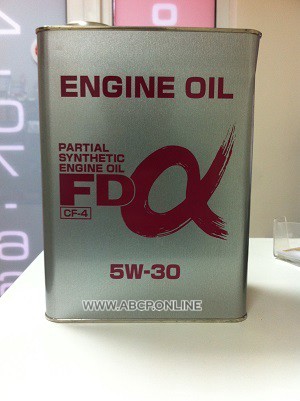 ENGINE OIL
PARTIAL
SYNTHETIC
ENGINE OIL
FDα
CF-4
5W-30
WWW.ABCP.ONLINE